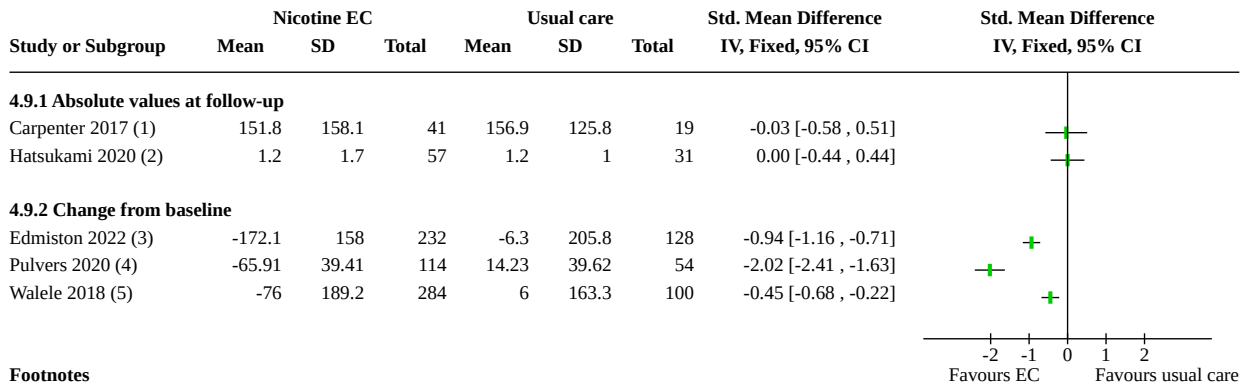 Nicotine EC Usual care Std. Mean Difference Std. Mean Difference
Study or Subgroup Mean SD Total Mean SD Total IV, Fixed, 95% CI IV, Fixed, 95% CI
4.9.1 Absolute values at follow-up
Carpenter 2017 (1) 151.8 158.1 41 156.9 125.8 19 -0.03 [-0.58 , 0.51]
Hatsukami 2020 (2) 1.2 1.7 57 1.2 1 31 0.00 [-0.44 , 0.44]
4.9.2 Change from baseline
Edmiston 2022 (3) -172.1 158 232 -6.3 205.8 128 -0.94 [-1.16 , -0.71]
Pulvers 2020 (4) -65.91 39.41 114 14.23 39.62 54 -2.02 [-2.41 , -1.63]
Walele 2018 (5) -76 189.2 284 6 163.3 100 -0.45 [-0.68 , -0.22]
-2 -1 0 1 2
Footnotes Favours EC Favours usual care